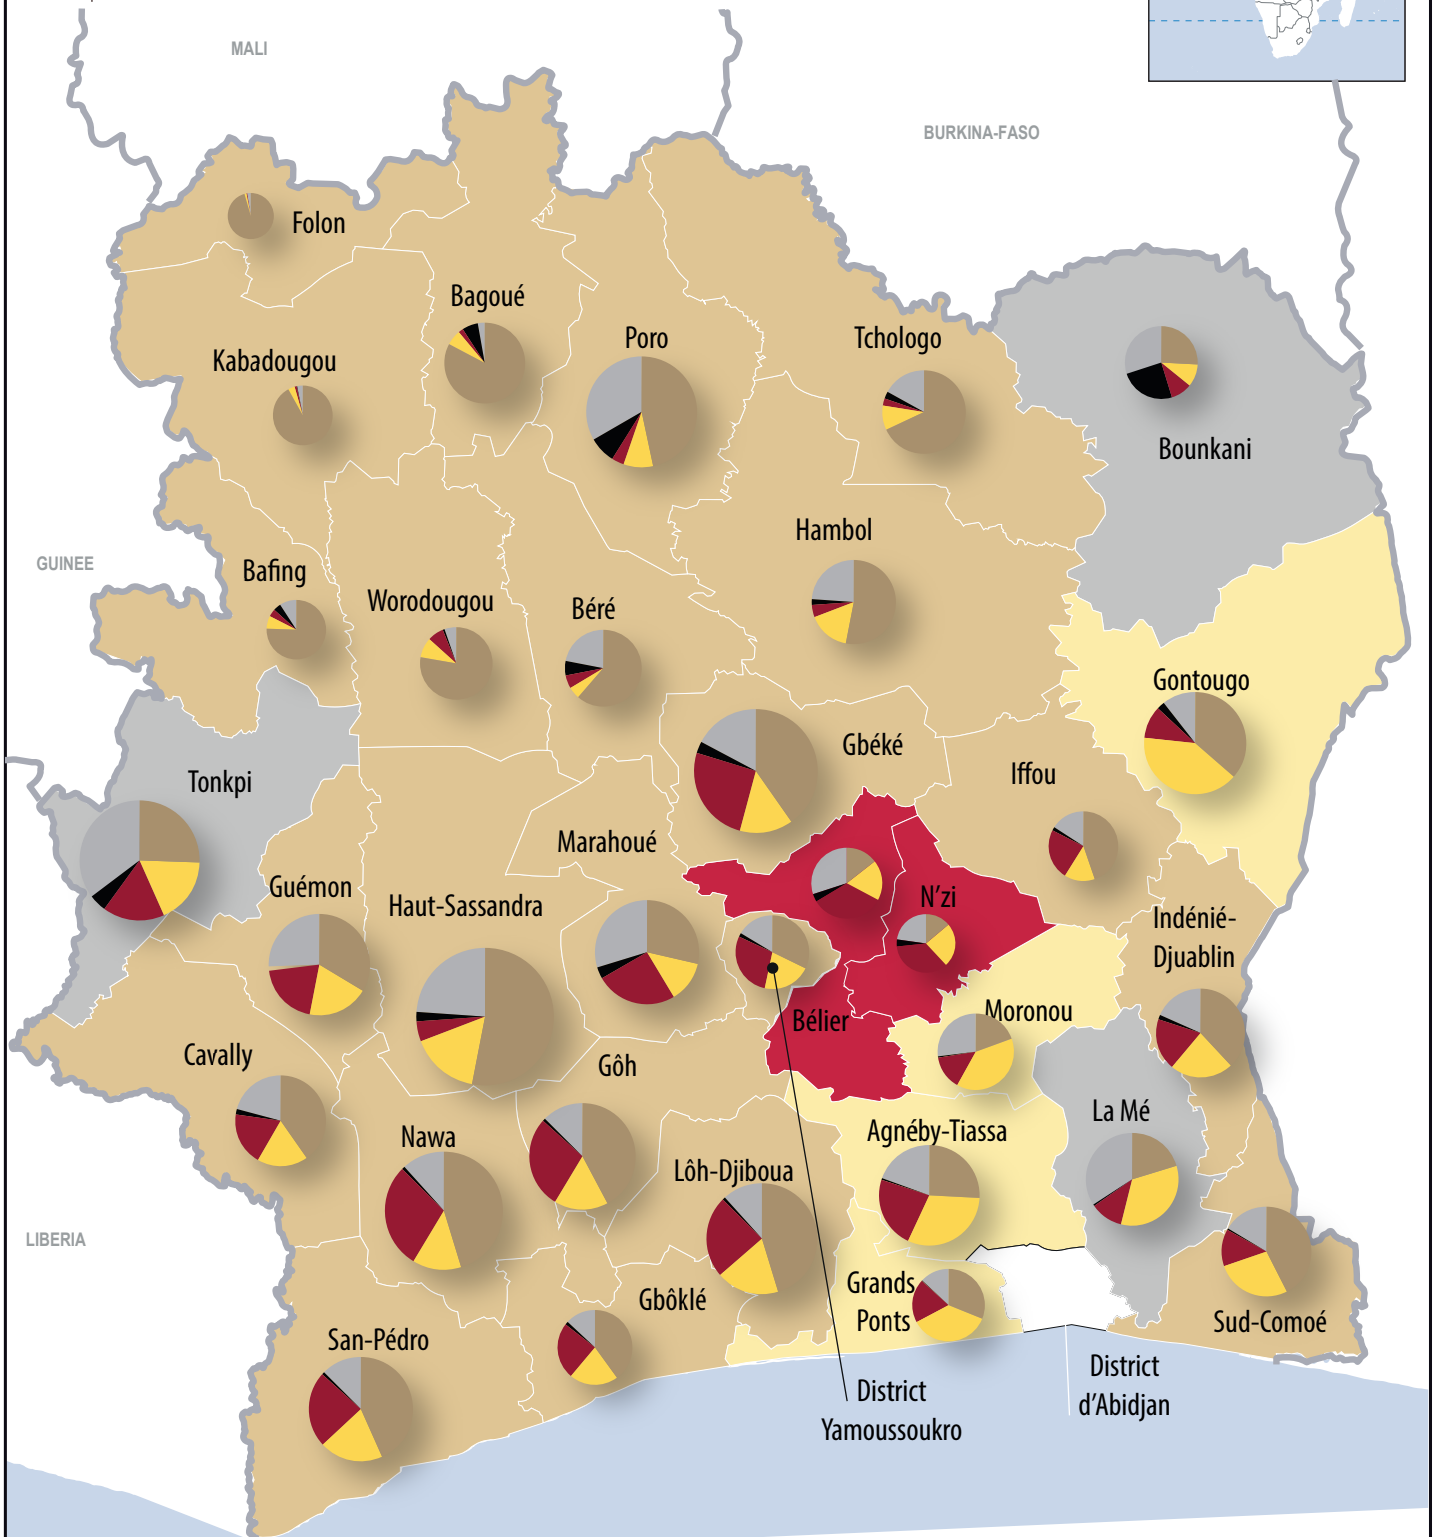 MALI
BURKINA-FASO
Folon
Bagoué
Poro
Tchologo
Kabadougou
Bounkani
Hambol
GUINEE
Bafing
Worodougou
Béré
Gontougo
Gbéké
Iffou
Tonkpi
Marahoué
Guémon
Haut-Sassandra
N'zi
Indénié-
Djuablin
Moronou
Bélier
Cavally
Gôh
La Mé
Nawa
Agnéby-Tiassa
Lôh-Djiboua
LIBERIA
Grands
Ponts
Gbôklé
Sud-Comoé
San-Pédro
District
d'Abidjan
District
Yamoussoukro